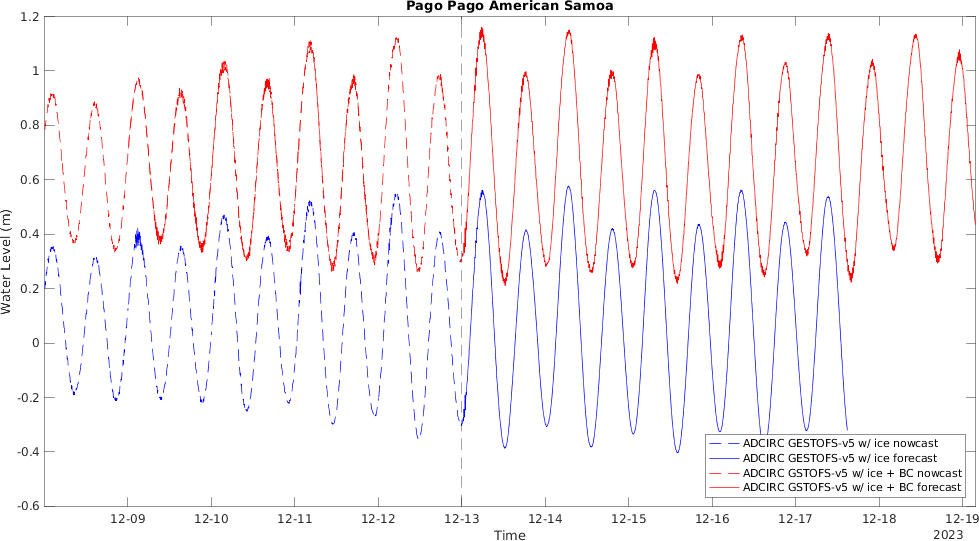 Pago Pago American Samoa
1.2
1
0.8
0.6
0.4
0.2
0
-0.2
-0.4
-0.6
Water Level (m)
ADCIRC GESTOFS-v5 w/ ice nowcast
ADCIRC GESTOFS-v5 w/ ice forecast
ADCIRC GSTOFS-v5 w/ ice + BC nowcast
ADCIRC GSTOFS-v5 w/ ice + BC forecast
12-09 12-10 12-11 12-12 12-13 12-14 12-15 12-16 12-17 12-18 12-19
Time
2023